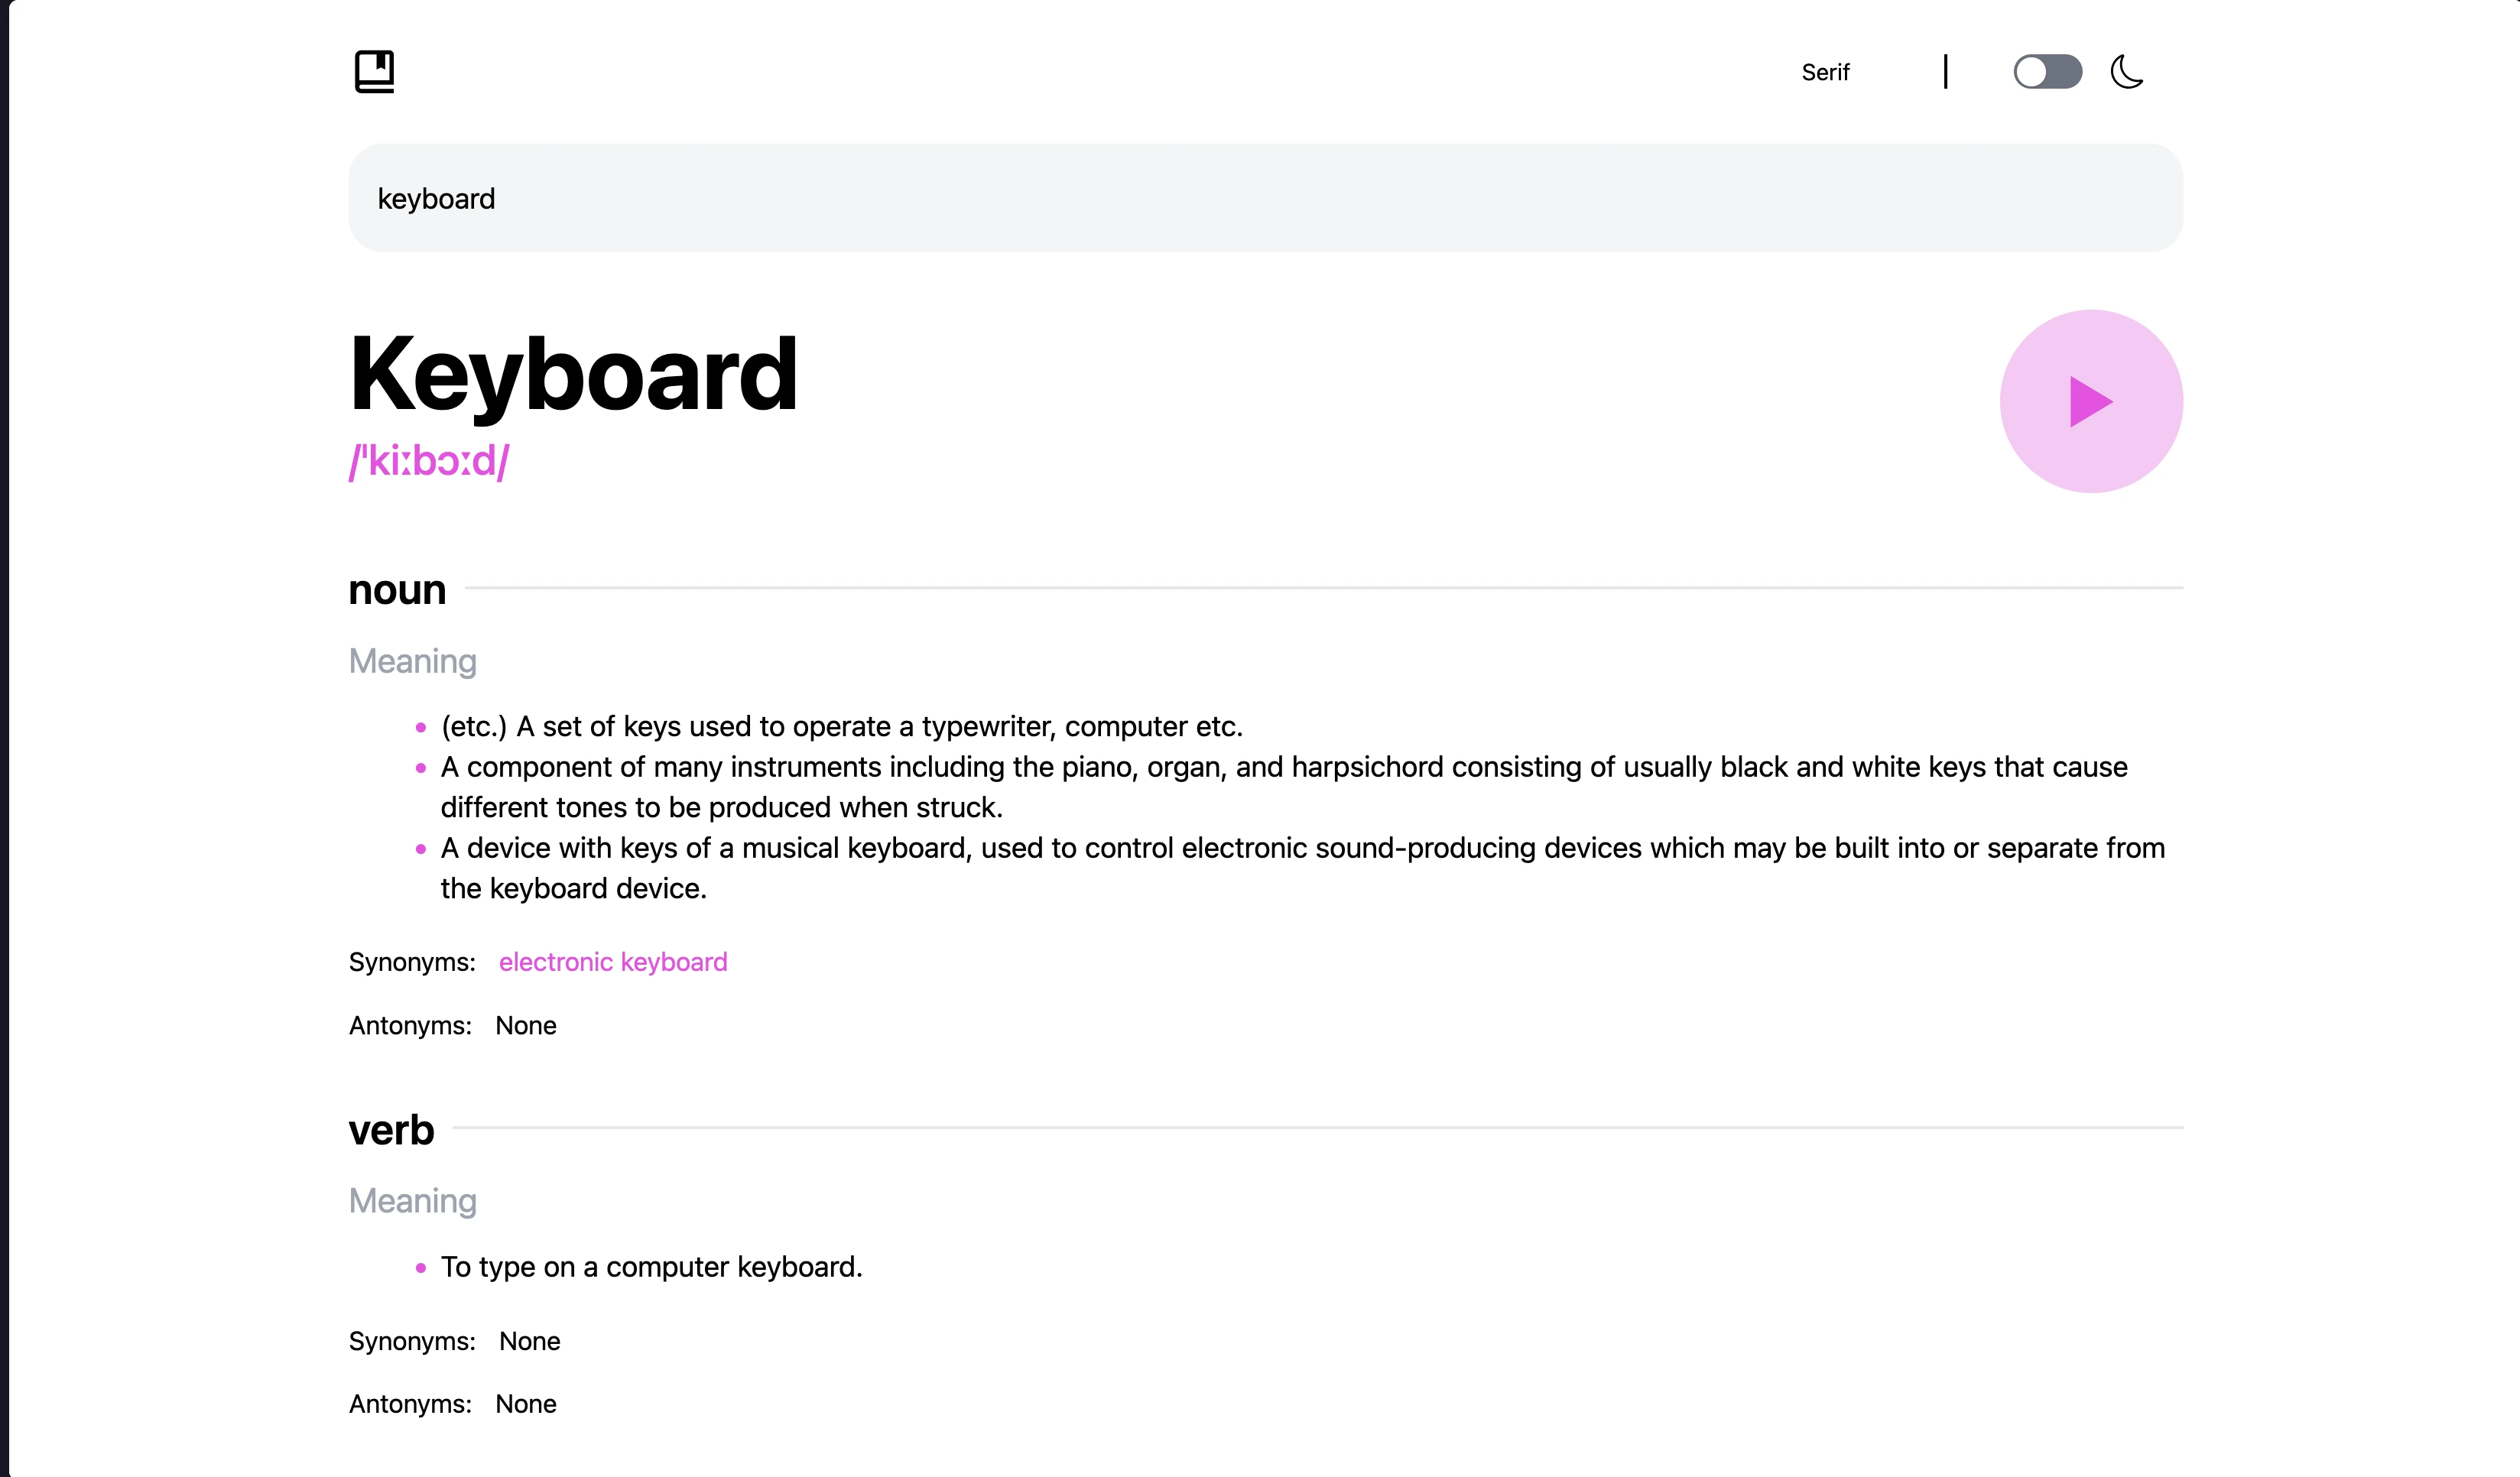 Serif
keyboard
Keyboard
/ˈkiːbɔːd/
noun
Meaning
(etc.) A set of keys used to operate a typewriter, computer etc.
A component of many instruments including the piano, organ, and harpsichord consisting of usually black and white keys that cause
different tones to be produced when struck.
A device with keys of a musical keyboard, used to control electronic sound-producing devices which may be built into or separate from
the keyboard device.
Synonyms: electronic keyboard
Antonyms: None
verb
Meaning
To type on a computer keyboard.
Synonyms: None
Antonyms: None